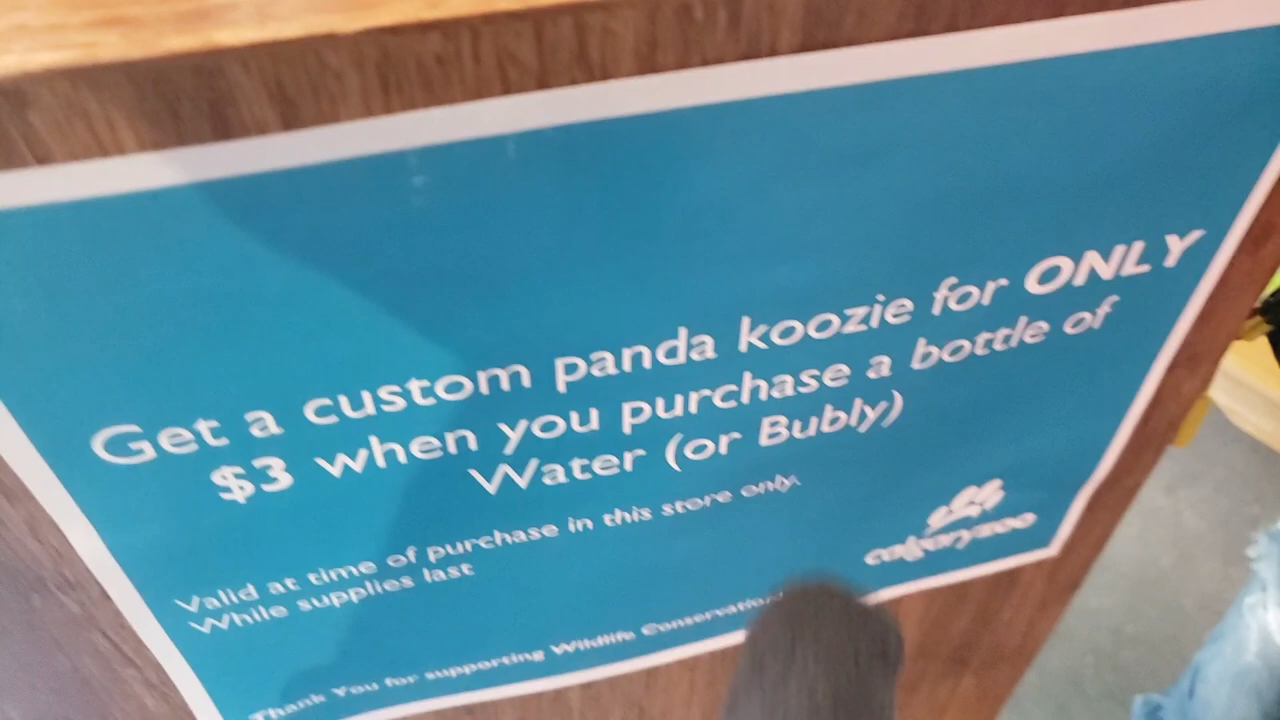 Get a custom panda koozie for ONLY
$3 when you purchase a bottle of
Water (or Bubly)
Valid at time of purchase in this store only.
While supplies last
calgaryzoo
Thank You for supporting Wildlife Conservation!